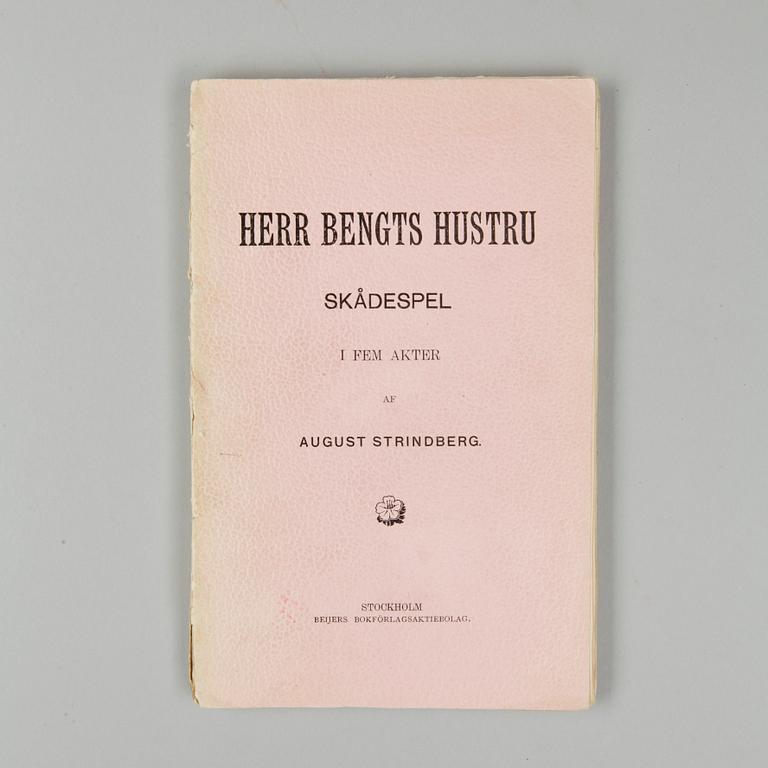 HERR BENGTS HUSTRU
SKÅDESPEL
I FEM AKTER
AF
AUGUST STRINDBERG.
STOCKHOLM
BEIJERS BOKFÖRLAGSAKTIEBOLAG.